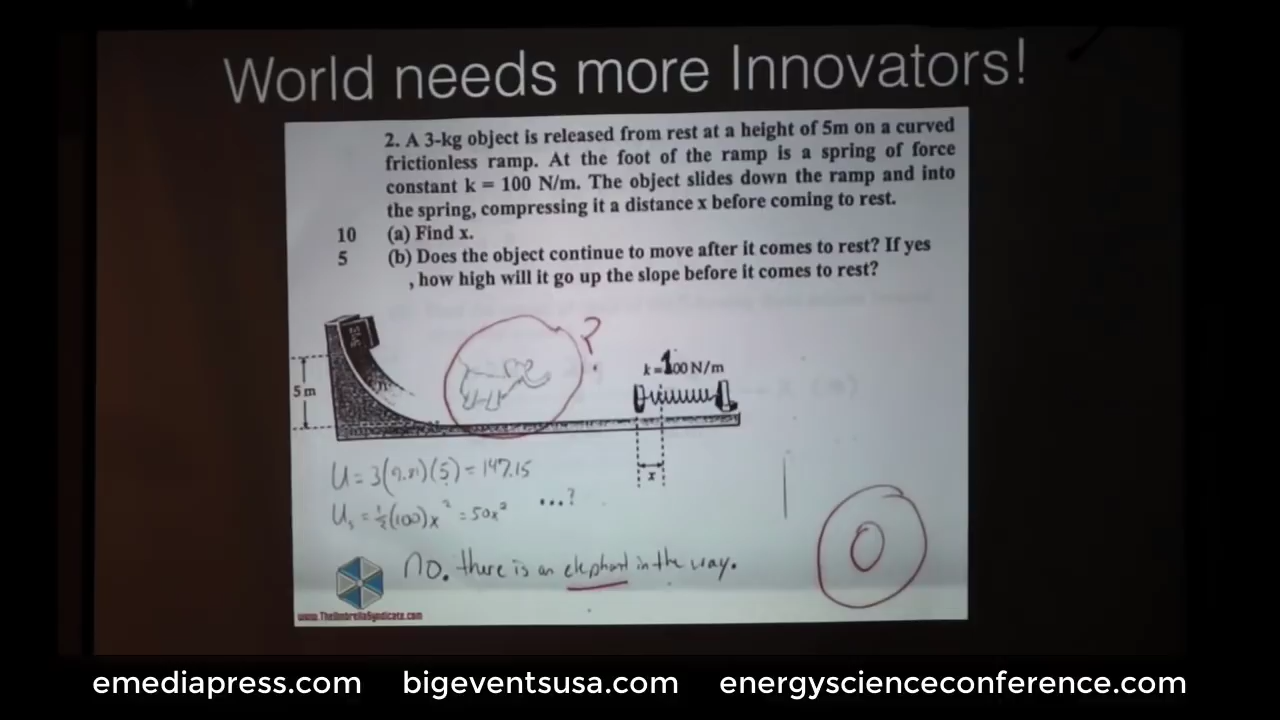 World needs more Innovators!
2. A 3-kg object is released from rest at a height of 5m on a curved
frictionless ramp. At the foot of the ramp is a spring of force
constant k = 100 N/m. The object slides down the ramp and into
the spring, compressing it a distance x before coming to rest.
10 (a) Find x.
5 (b) Does the object continue to move after it comes to rest? If yes
, how high will it go up the slope before it comes to rest?
?
k=100 N/m
5 m
x
U = 3(9.81)(5) = 147.15
Us = ½(100)x² = 50x² ...?
no. there is an elephant in the way.
0
www.TheUmbrellaSyndicate.com
emediapress.com bigeventsusa.com energyscienceconference.com